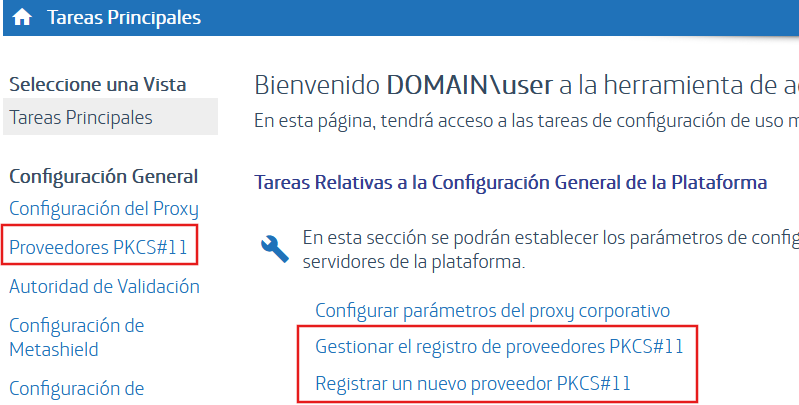 Tareas Principales
Seleccione una Vista
Tareas Principales
Configuración General
Configuración del Proxy
Proveedores PKCS#11
Autoridad de Validación
Configuración de
Metashield
Configuración de
Bienvenido DOMAIN\user a la herramienta de
En esta página, tendrá acceso a las tareas de configuración de uso
Tareas Relativas a la Configuración General de la Plataforma
En esta sección se podrán establecer los parámetros de
servidores de la plataforma.
Configurar parámetros del proxy corporativo
Gestionar el registro de proveedores PKCS#11
Registrar un nuevo proveedor PKCS#11